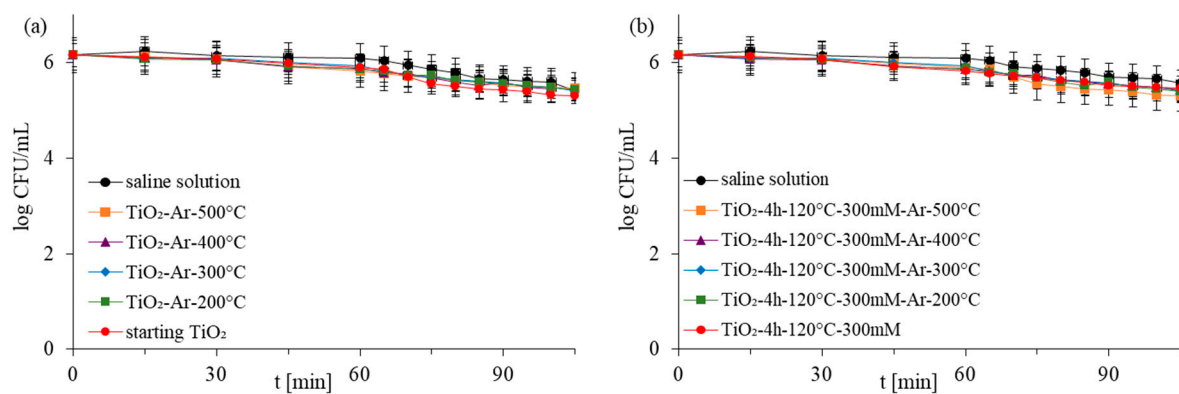 (a)
log CFU/mL
6
4
2
0
saline solution
TiO₂-Ar-500°C
TiO₂-Ar-400°C
TiO₂-Ar-300°C
TiO₂-Ar-200°C
starting TiO₂
0 30 60 90
t [min]
(b)
log CFU/mL
6
4
2
0
saline solution
TiO₂-4h-120°C-300mM-Ar-500°C
TiO₂-4h-120°C-300mM-Ar-400°C
TiO₂-4h-120°C-300mM-Ar-300°C
TiO₂-4h-120°C-300mM-Ar-200°C
TiO₂-4h-120°C-300mM
0 30 60 90
t [min]